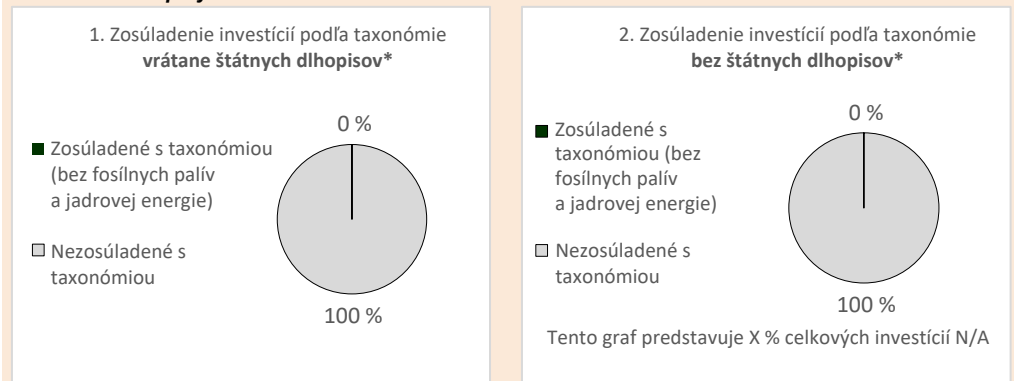 1. Zosúladenie investícií podľa taxonómie
vrátane štátnych dlhopisov*
0 %
Zosúladené s taxonómiou
(bez fosílnych palív
a jadrovej energie)
Nezosúladené s
taxonómiou
100 %
2. Zosúladenie investícií podľa taxonómie
bez štátnych dlhopisov*
0 %
Zosúladené s
taxonómiou (bez
fosílnych palív
a jadrovej energie)
Nezosúladené s
taxonómiou
100 %
Tento graf predstavuje X % celkových investícií N/A